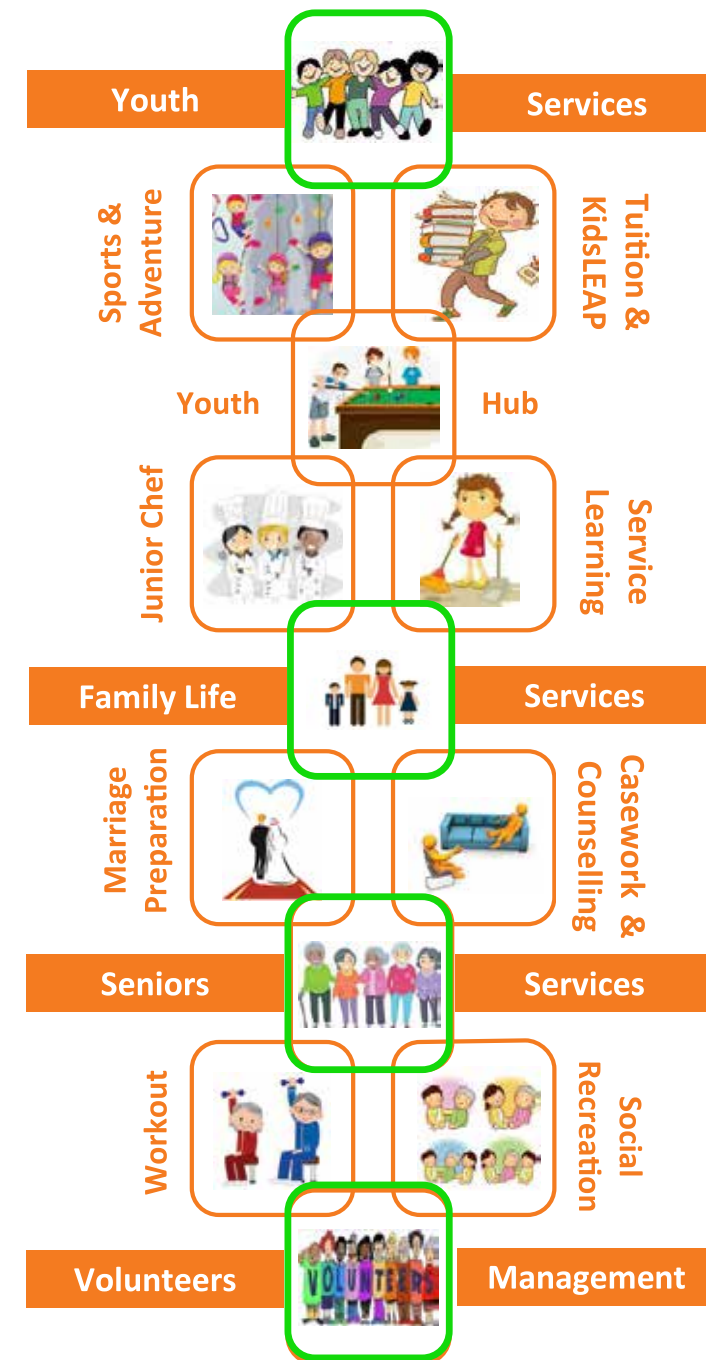 Youth Services
Sports &
Adventure
Tuition &
KidsLEAP
Youth Hub
Junior Chef
Service
Learning
Family Life Services
Marriage
Preparation
Casework &
Counselling
Seniors Services
Workout
Social
Recreation
VOLUNTEERS
Volunteers Management